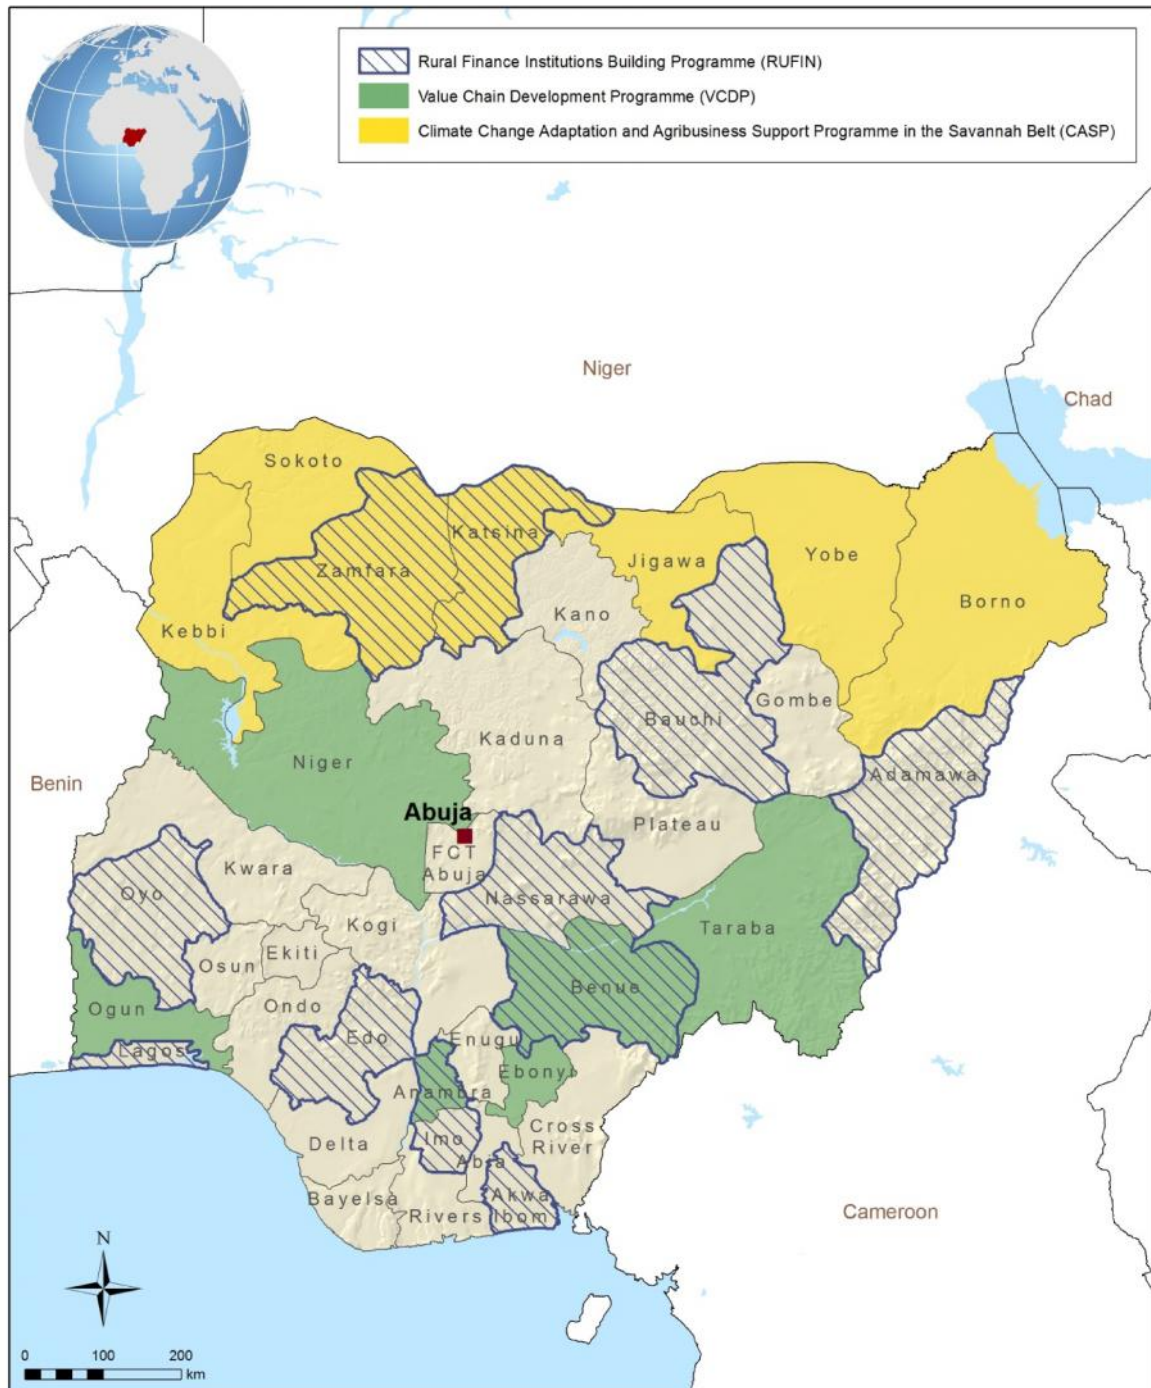 Rural Finance Institutions Building Programme (RUFIN)
Value Chain Development Programme (VCDP)
Climate Change Adaptation and Agribusiness Support Programme in the Savannah Belt (CASP)
Niger
Chad
Sokoto
Katsina
Zamfara
Jigawa
Yobe
Borno
Kano
Kebbi
Gombe
Bauchi
Kaduna
Niger
Adamawa
Benin
Abuja
Plateau
FCT
Abuja
Kwara
Oyo
Nassarawa
Kogi
Taraba
Ekiti
Osun
Benue
Ogun
Ondo
Edo
Enugu
Lagos
Ebonyi
Anambra
Cross
River
Imo
Delta
Abia
Akwa
Ibom
Bayelsa
Rivers
Cameroon
N
0 100 200
km